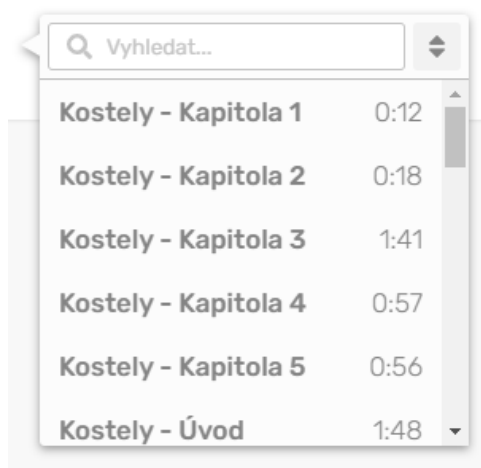 Vyhledat...
Kostely - Kapitola 1 0:12
Kostely - Kapitola 2 0:18
Kostely - Kapitola 3 1:41
Kostely - Kapitola 4 0:57
Kostely - Kapitola 5 0:56
Kostely - Úvod 1:48